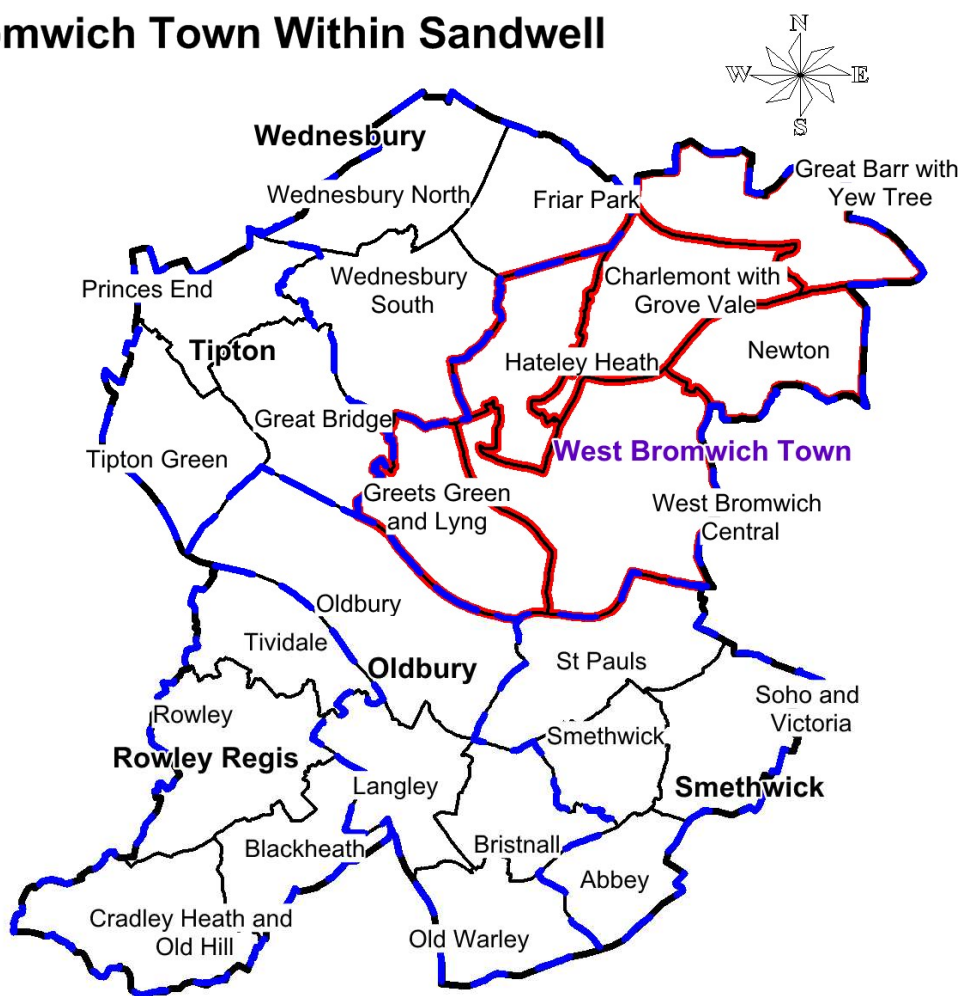 mwich Town Within Sandwell
N
W E
S
Wednesbury
Great Barr with
Yew Tree
Wednesbury North
Friar Park
Princes End
Wednesbury
South
Charlemont with
Grove Vale
Tipton
Hateley Heath
Newton
Great Bridge
Tipton Green
West Bromwich Town
Greets Green
and Lyng
West Bromwich
Central
Oldbury
Tividale
Oldbury
St Pauls
Rowley
Soho and
Victoria
Smethwick
Rowley Regis
Langley
Smethwick
Blackheath
Bristnall
Abbey
Cradley Heath and
Old Hill
Old Warley